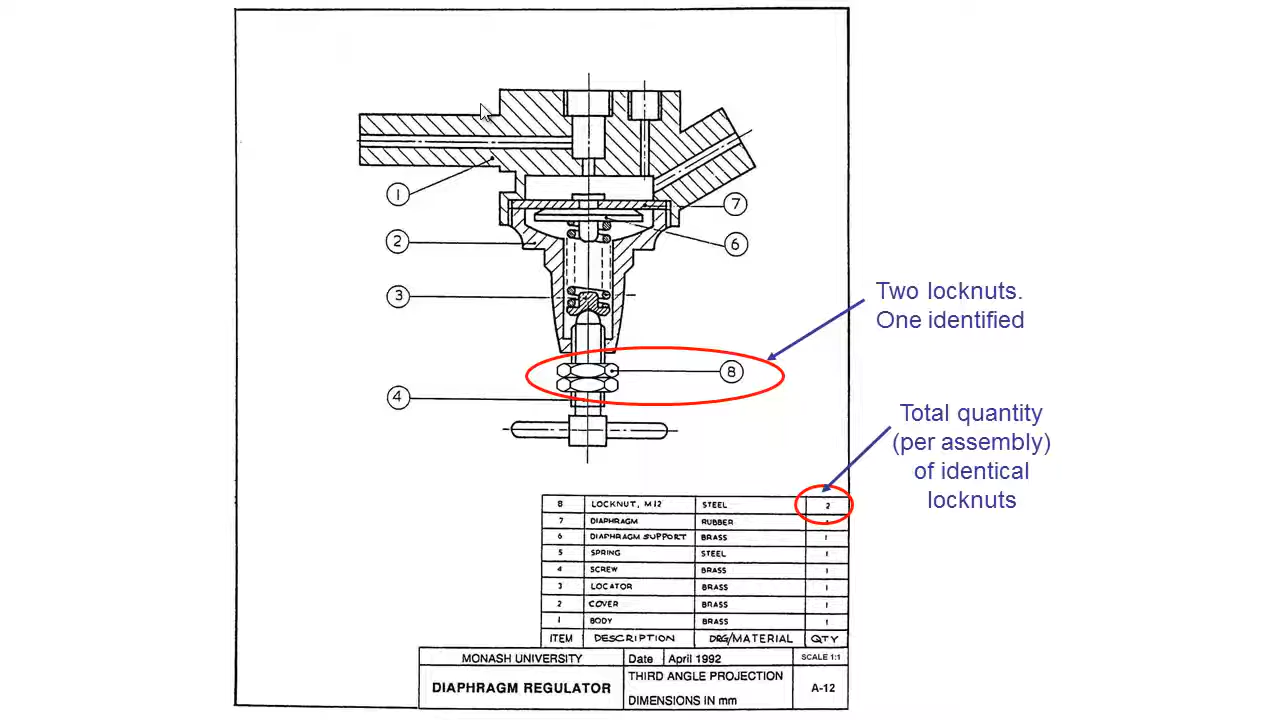 1
7
2
6
3
Two locknuts.
One identified
8
4
Total quantity
(per assembly)
of identical
locknuts
8 LOCKNUT, M12 STEEL 2
7 DIAPHRAGM RUBBER
6 DIAPHRAGM SUPPORT BRASS 1
5 SPRING STEEL 1
4 SCREW BRASS 1
3 LOCATOR BRASS 1
2 COVER BRASS 1
1 BODY BRASS 1
ITEM DESCRIPTION DRG/MATERIAL QTY
MONASH UNIVERSITY Date April 1992 SCALE 1:1
DIAPHRAGM REGULATOR THIRD ANGLE PROJECTION A-12
DIMENSIONS IN mm